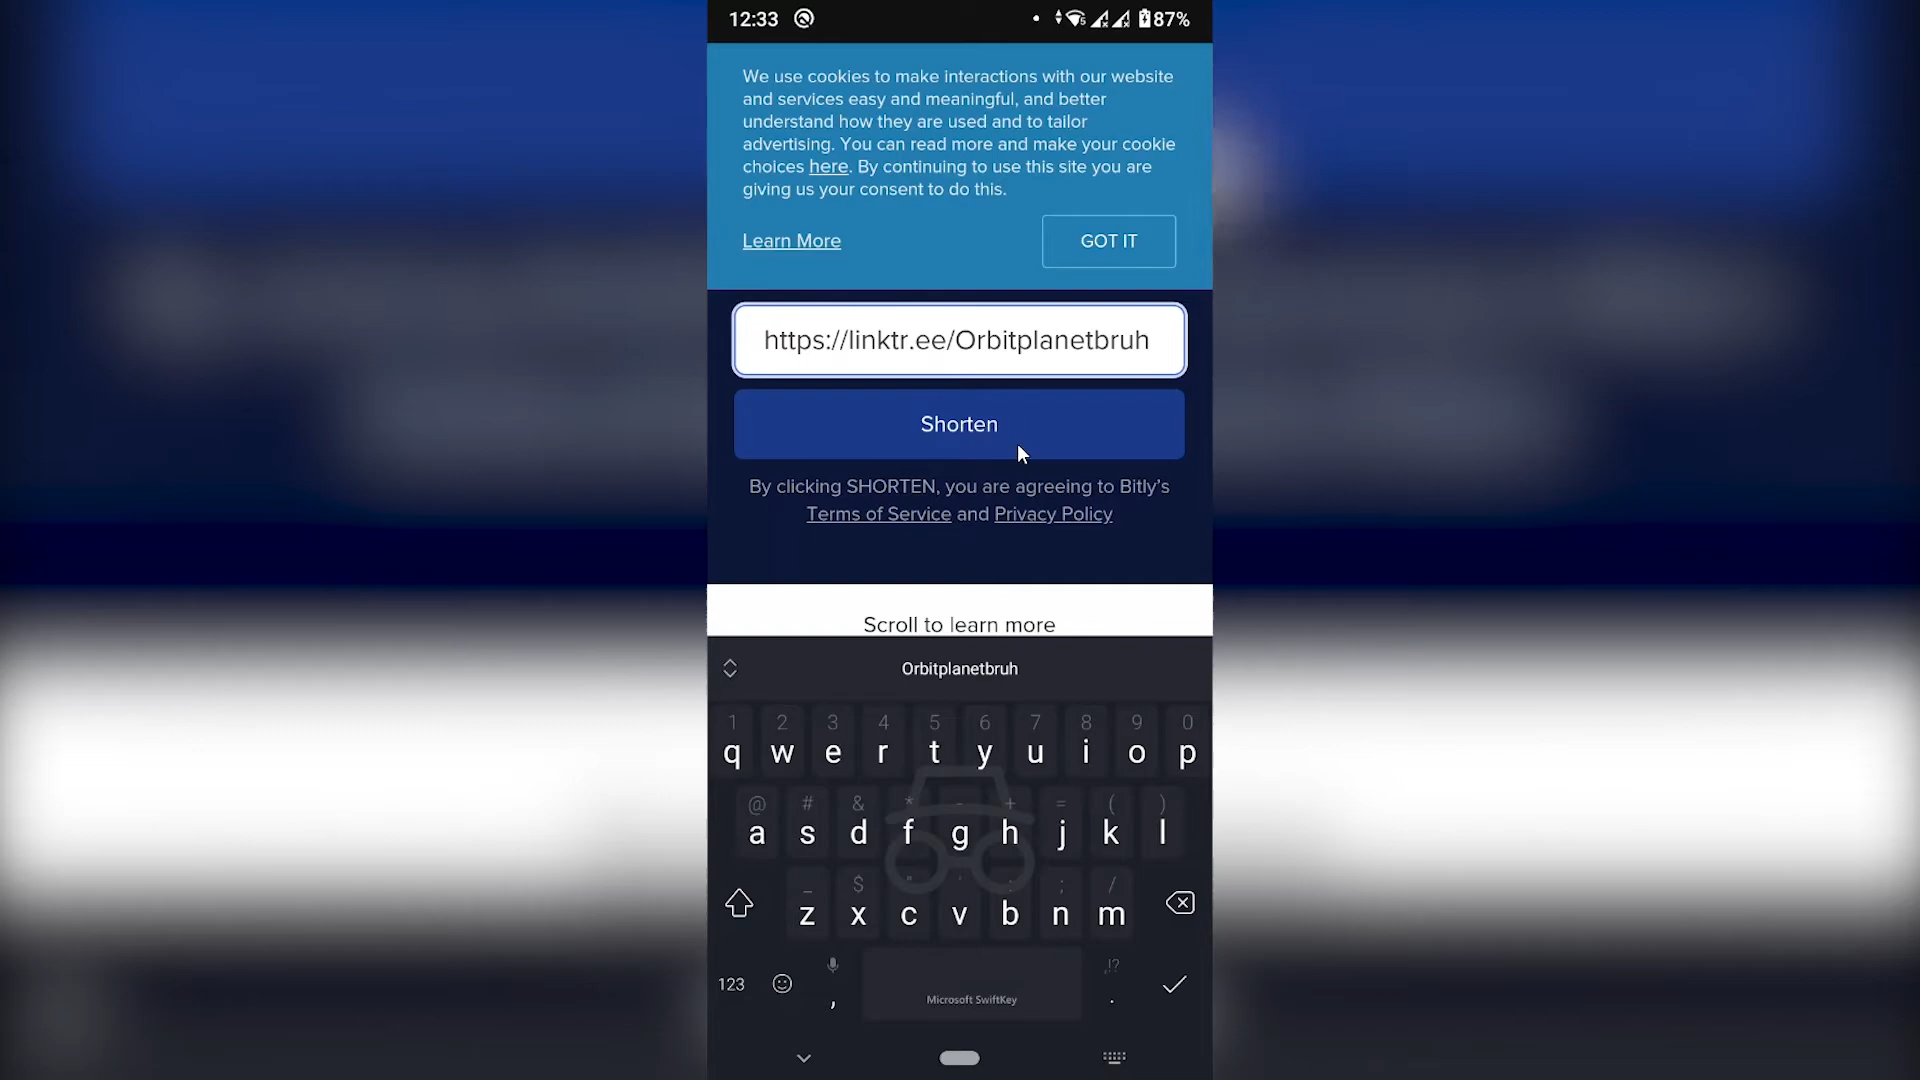 12:33
5
87%
We use cookies to make interactions with our website
and services easy and meaningful, and better
understand how they are used and to tailor
advertising. You can read more and make your cookie
choices here. By continuing to use this site you are
giving us your consent to do this.
Learn More
GOT IT
https://linktr.ee/Orbitplanetbruh
Shorten
By clicking SHORTEN, you are agreeing to Bitly's
Terms of Service and Privacy Policy
Scroll to learn more
Orbitplanetbruh
1 2 3 4 5 6 7 8 9 0
q w e r t y u i o p
@ # & * - + = ( )
a s d f g h j k l
_ $ " ' : ; /
z x c v b n m
,!?
123 , .
Microsoft SwiftKey